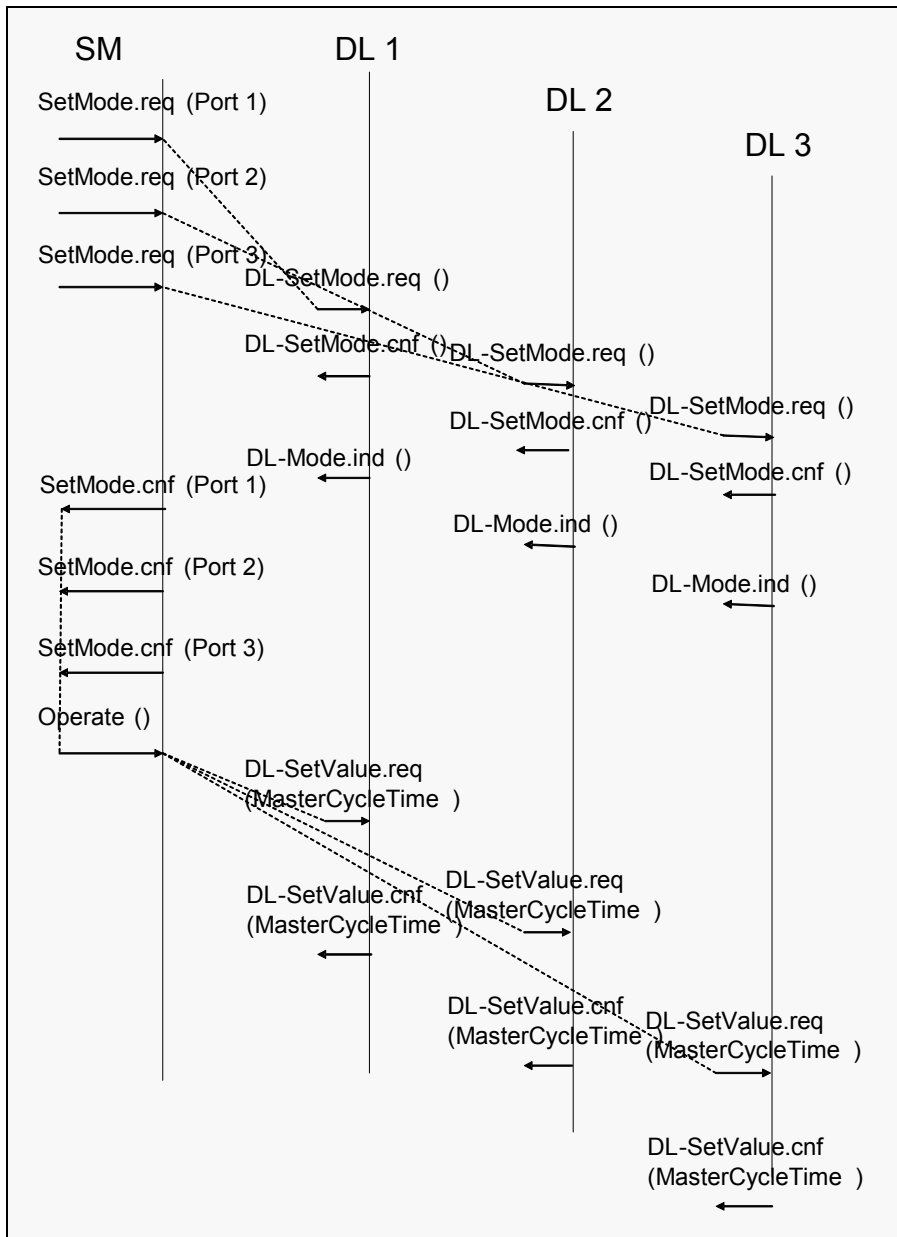 SM
DL 1
DL 2
DL 3
SetMode.req (Port 1)
SetMode.req (Port 2)
SetMode.req (Port 3)
DL-SetMode.req ()
DL-SetMode.cnf ()
DL-SetMode.req ()
DL-SetMode.req ()
DL-SetMode.cnf ()
DL-Mode.ind ()
DL-SetMode.cnf ()
SetMode.cnf (Port 1)
DL-Mode.ind ()
SetMode.cnf (Port 2)
DL-Mode.ind ()
SetMode.cnf (Port 3)
Operate ()
DL-SetValue.req
(MasterCycleTime )
DL-SetValue.req
(MasterCycleTime )
DL-SetValue.cnf
(MasterCycleTime )
DL-SetValue.cnf
(MasterCycleTime )
DL-SetValue.req
(MasterCycleTime )
DL-SetValue.cnf
(MasterCycleTime )